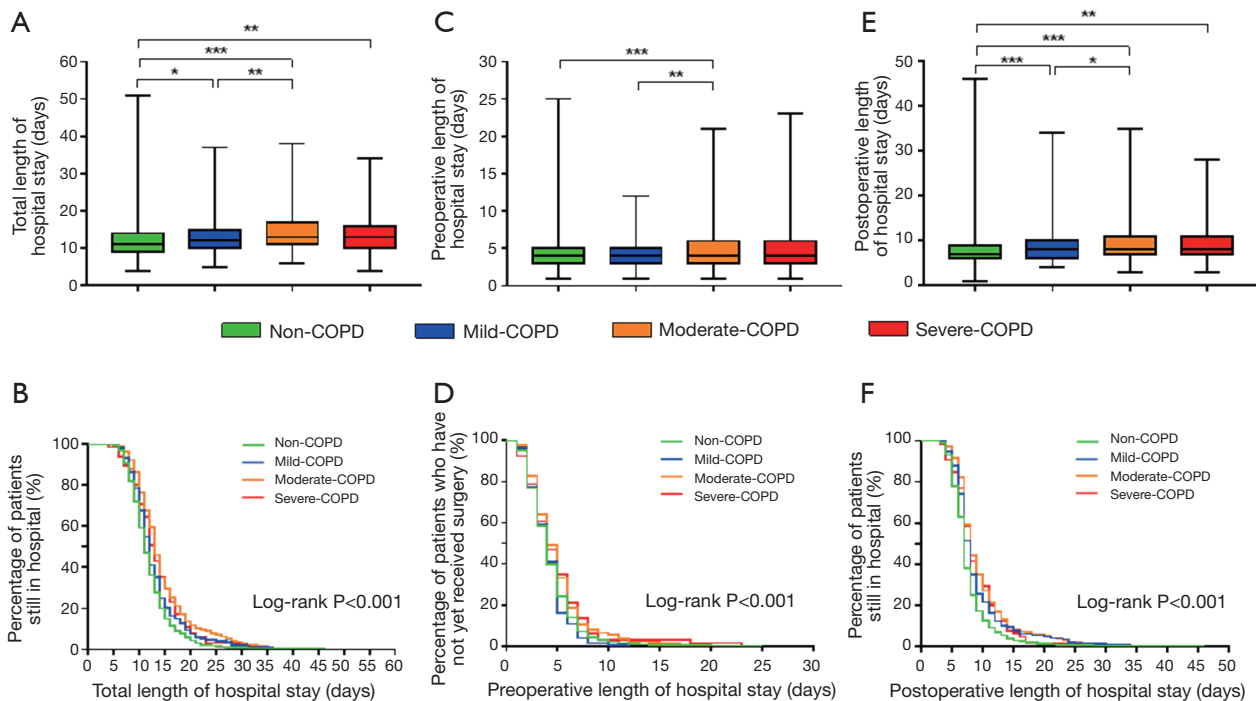 A
Total length of
hospital stay (days)
60
50
40
30
20
10
0
**
***
*
**
C
Preoperative length of
hospital stay (days)
30
25
20
15
10
5
0
***
**
E
Postoperative length
of hospital stay (days)
50
40
30
20
10
0
**
***
***
*
Non-COPD
Mild-COPD
Moderate-COPD
Severe-COPD
B
Percentage of patients
still in hospital (%)
100
80
60
40
20
0
Non-COPD
Mild-COPD
Moderate-COPD
Severe-COPD
Log-rank P<0.001
0 5 10 15 20 25 30 35 40 45 50 60
Total length of hospital stay (days)
D
Percentage of patients who have
not yet received surgery (%)
100
80
60
40
20
0
Non-COPD
Mild-COPD
Moderate-COPD
Severe-COPD
Log-rank P<0.001
0 5 10 15 20 25 30
Preoperative length of hospital stay (days)
F
Percentage of patients
still in hospital (%)
100
80
60
40
20
0
Non-COPD
Mild-COPD
Moderate-COPD
Severe-COPD
Log-rank P<0.001
0 5 10 15 20 25 30 35 40 45 50
Postoperative length of hospital stay (days)